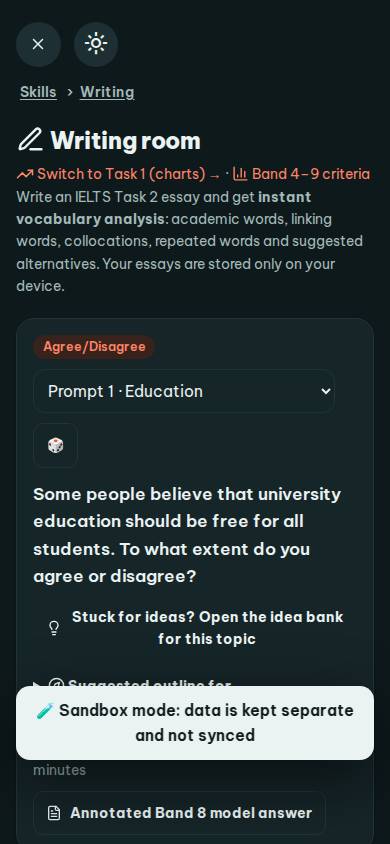 Skills > Writing
Writing room
Switch to Task 1 (charts) → · Band 4–9 criteria
Write an IELTS Task 2 essay and get instant
vocabulary analysis: academic words, linking
words, collocations, repeated words and suggested
alternatives. Your essays are stored only on your
device.
Agree/Disagree
Prompt 1 · Education
Some people believe that university
education should be free for all
students. To what extent do you
agree or disagree?
Stuck for ideas? Open the idea bank
for this topic
Suggested outline for
Sandbox mode: data is kept separate
and not synced
minutes
Annotated Band 8 model answer